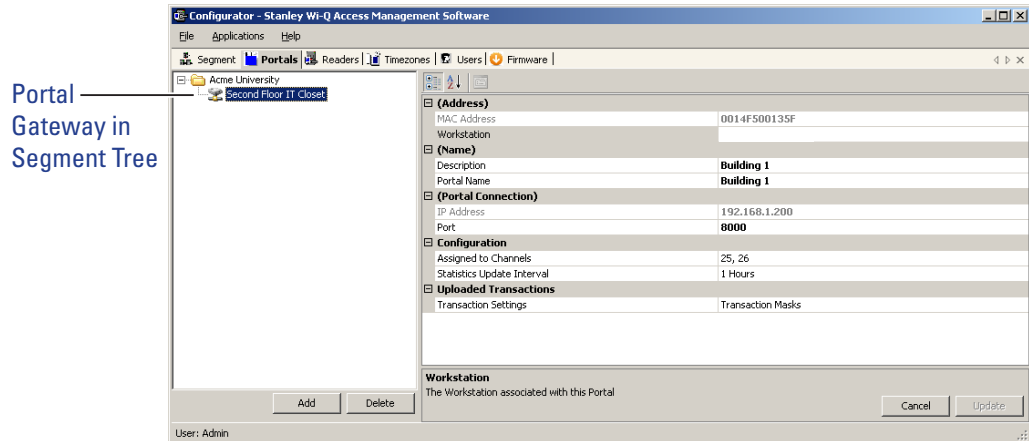 Configurator - Stanley Wi-Q Access Management Software
File Applications Help
Segment Portals Readers Timezones Users Firmware
Portal
Gateway in
Segment Tree
Acme University
Second Floor IT Closet
(Address)
MAC Address 0014F500135F
Workstation
(Name)
Description Building 1
Portal Name Building 1
(Portal Connection)
IP Address 192.168.1.200
Port 8000
Configuration
Assigned to Channels 25, 26
Statistics Update Interval 1 Hours
Uploaded Transactions
Transaction Settings Transaction Masks
Workstation
The Workstation associated with this Portal
Add Delete
Cancel Update
User: Admin